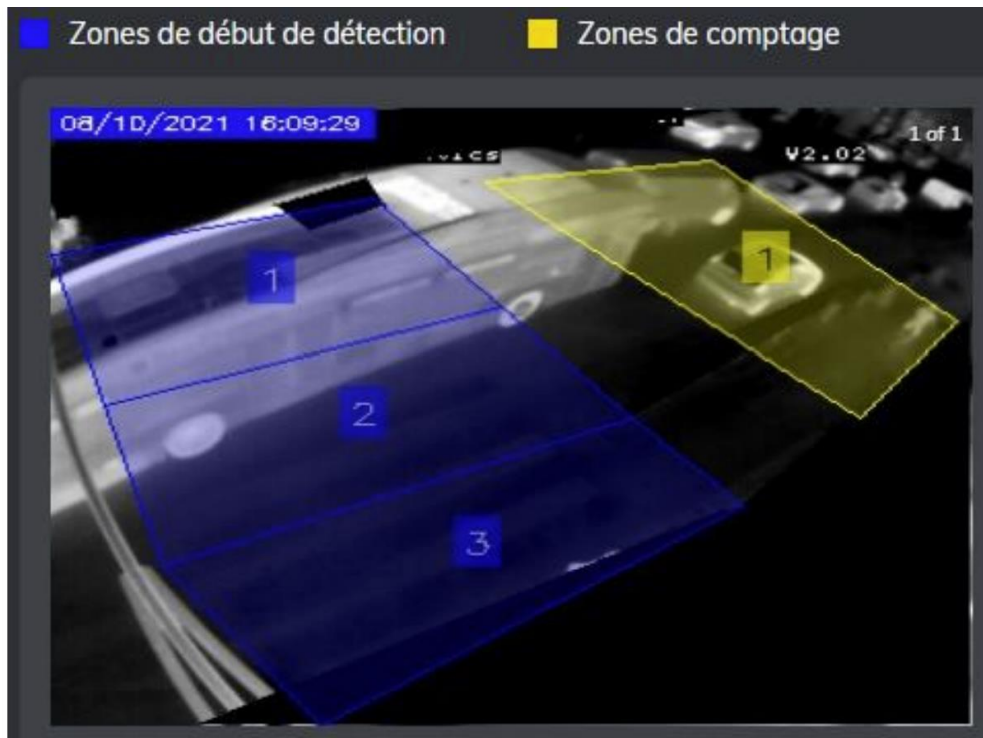 Zones de début de détection
Zones de comptage
08/10/2021 16:09:29
1 of 1
V2.02
1
1
2
3